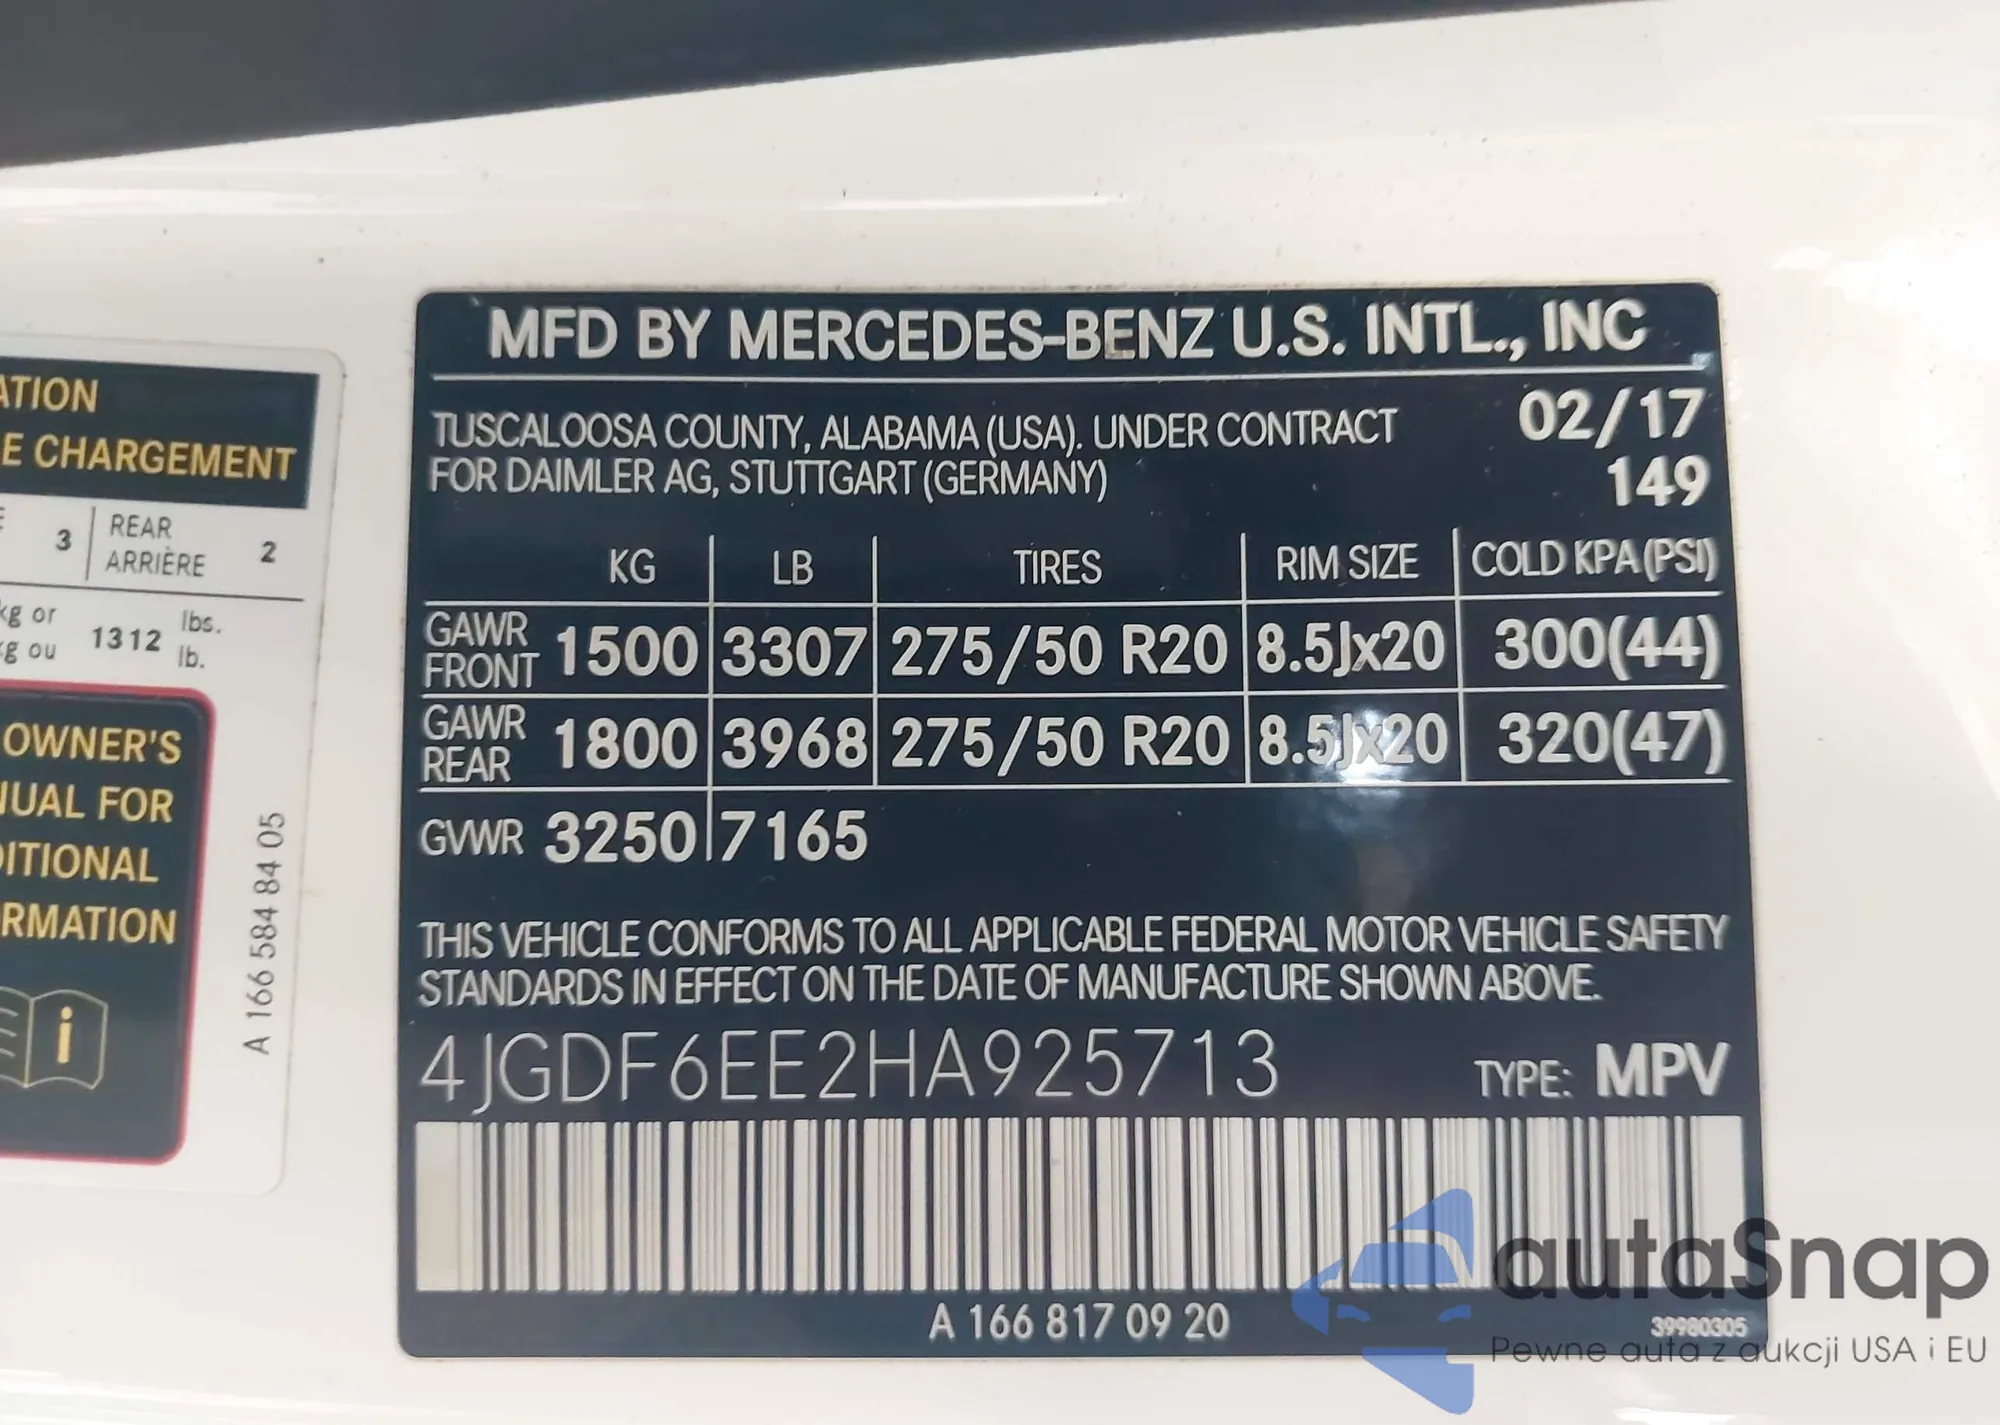 ATION
E CHARGEMENT
3 REAR ARRIÈRE 2
kg or
kg ou 1312 lbs.
lb.
OWNER'S
NUAL FOR
DITIONAL
RMATION
i
A 166 584 84 05
MFD BY MERCEDES-BENZ U.S. INTL., INC
TUSCALOOSA COUNTY, ALABAMA (USA). UNDER CONTRACT 02/17
FOR DAIMLER AG, STUTTGART (GERMANY) 149
KG LB TIRES RIM SIZE COLD KPA (PSI)
GAWR FRONT 1500 3307 275/50 R20 8.5Jx20 300(44)
GAWR REAR 1800 3968 275/50 R20 8.5Jx20 320(47)
GVWR 3250 7165
THIS VEHICLE CONFORMS TO ALL APPLICABLE FEDERAL MOTOR VEHICLE SAFETY
STANDARDS IN EFFECT ON THE DATE OF MANUFACTURE SHOWN ABOVE.
4JGDF6EE2HA925713 TYPE: MPV
A 166 817 09 20
39980305
autaSnap
Pewne auta z aukcji USA i EU